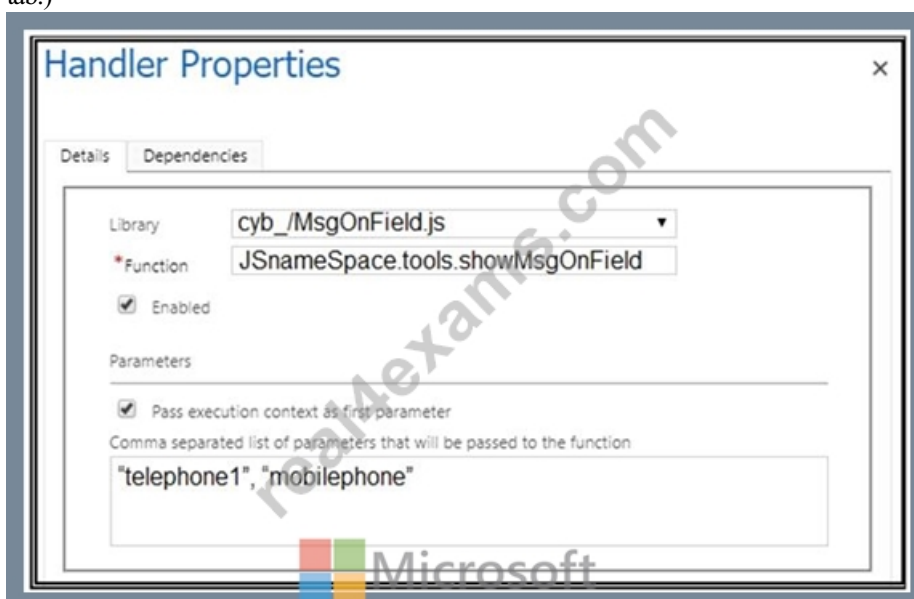 tab.)
Handler Properties
×
Details Dependencies
Library cyb_/MsgOnField.js
*Function JSnameSpace.tools.showMsgOnField
Enabled
Parameters
Pass execution context as first parameter
Comma separated list of parameters that will be passed to the function
“telephone1”, “mobilephone”
real4exams.com
Microsoft